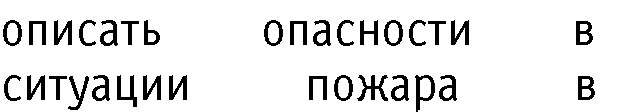 описать опасности в
ситуации пожара в